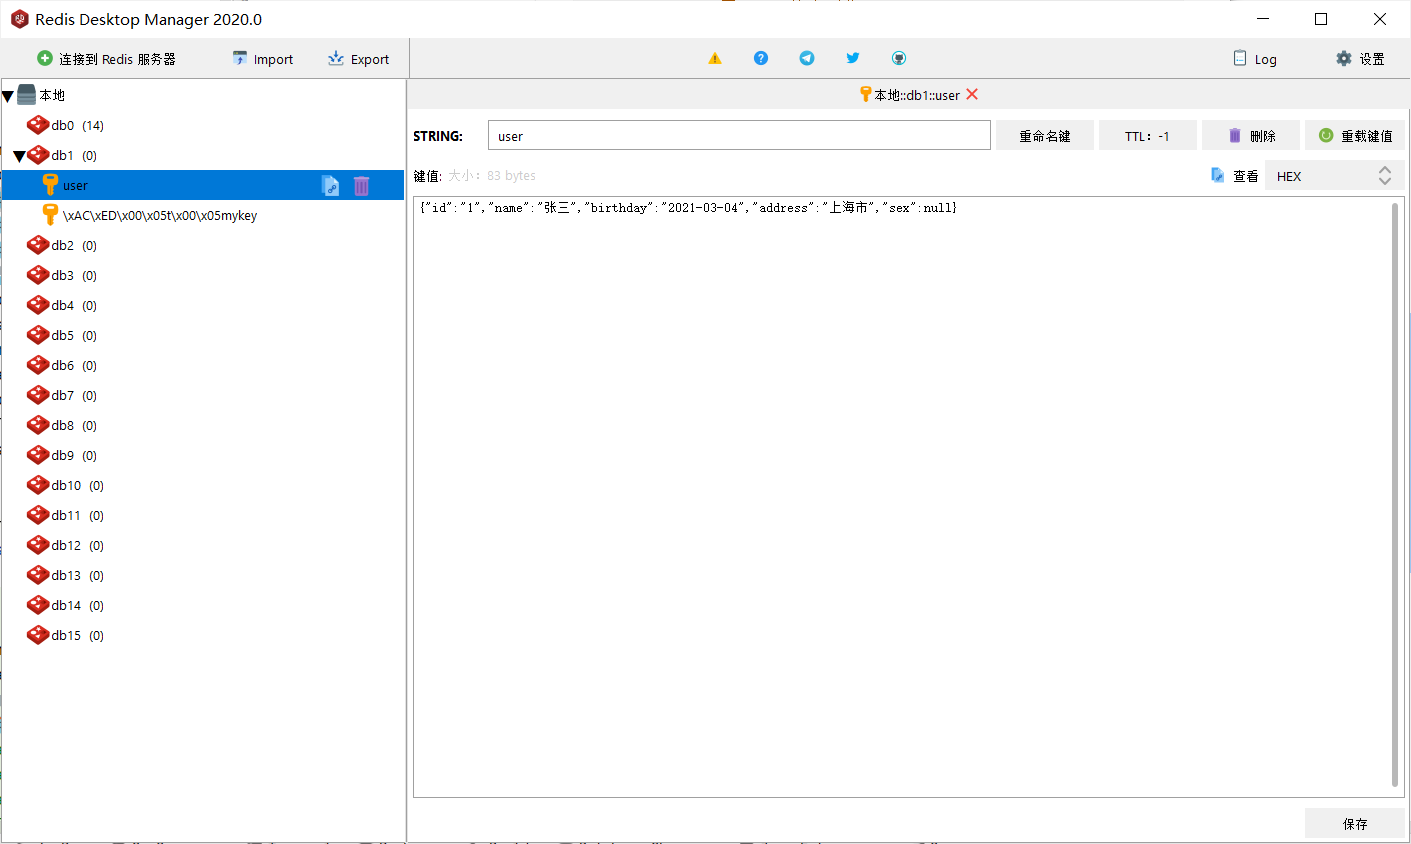 Redis Desktop Manager 2020.0
连接到 Redis 服务器
Import
Export
Log
设置
本地
db0 (14)
db1 (0)
user
\xAC\xED\x00\x05t\x00\x05mykey
db2 (0)
db3 (0)
db4 (0)
db5 (0)
db6 (0)
db7 (0)
db8 (0)
db9 (0)
db10 (0)
db11 (0)
db12 (0)
db13 (0)
db14 (0)
db15 (0)
本地::db1::user
STRING:
user
重命名键
TTL: -1
删除
重载键值
键值: 大小: 83 bytes
查看
HEX
{"id":"1","name":"张三","birthday":"2021-03-04","address":"上海市","sex":null}
保存